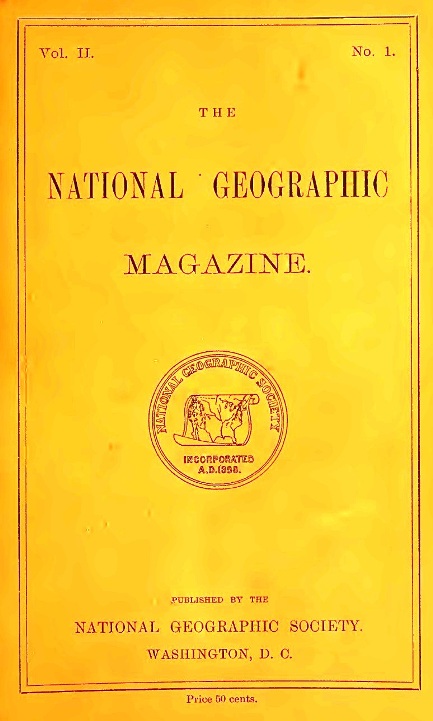 Vol. II. No. 1.
THE
NATIONAL GEOGRAPHIC
MAGAZINE.
NATIONAL GEOGRAPHIC SOCIETY
INCORPORATED
A.D. 1888.
PUBLISHED BY THE
NATIONAL GEOGRAPHIC SOCIETY.
WASHINGTON, D. C.
Price 50 cents.